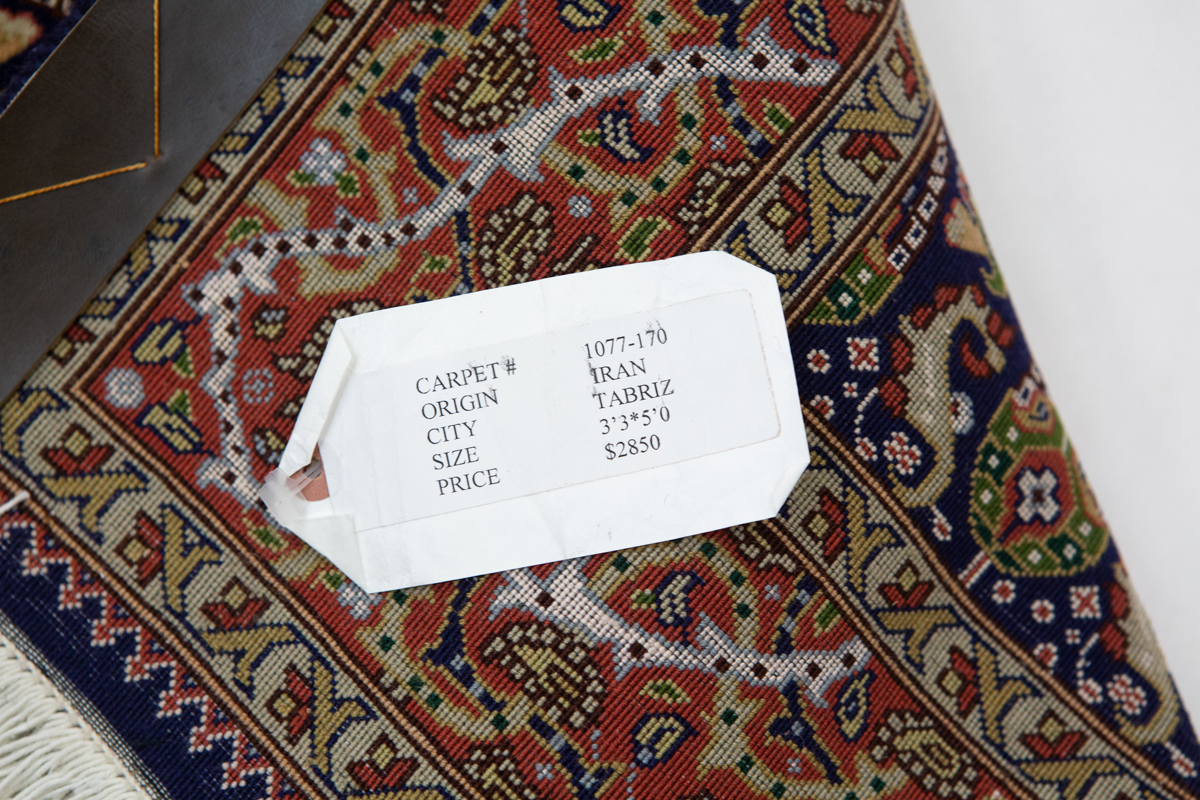 CARPET # 1077-170
ORIGIN IRAN
CITY TABRIZ
SIZE 3'3*5'0
PRICE $2850